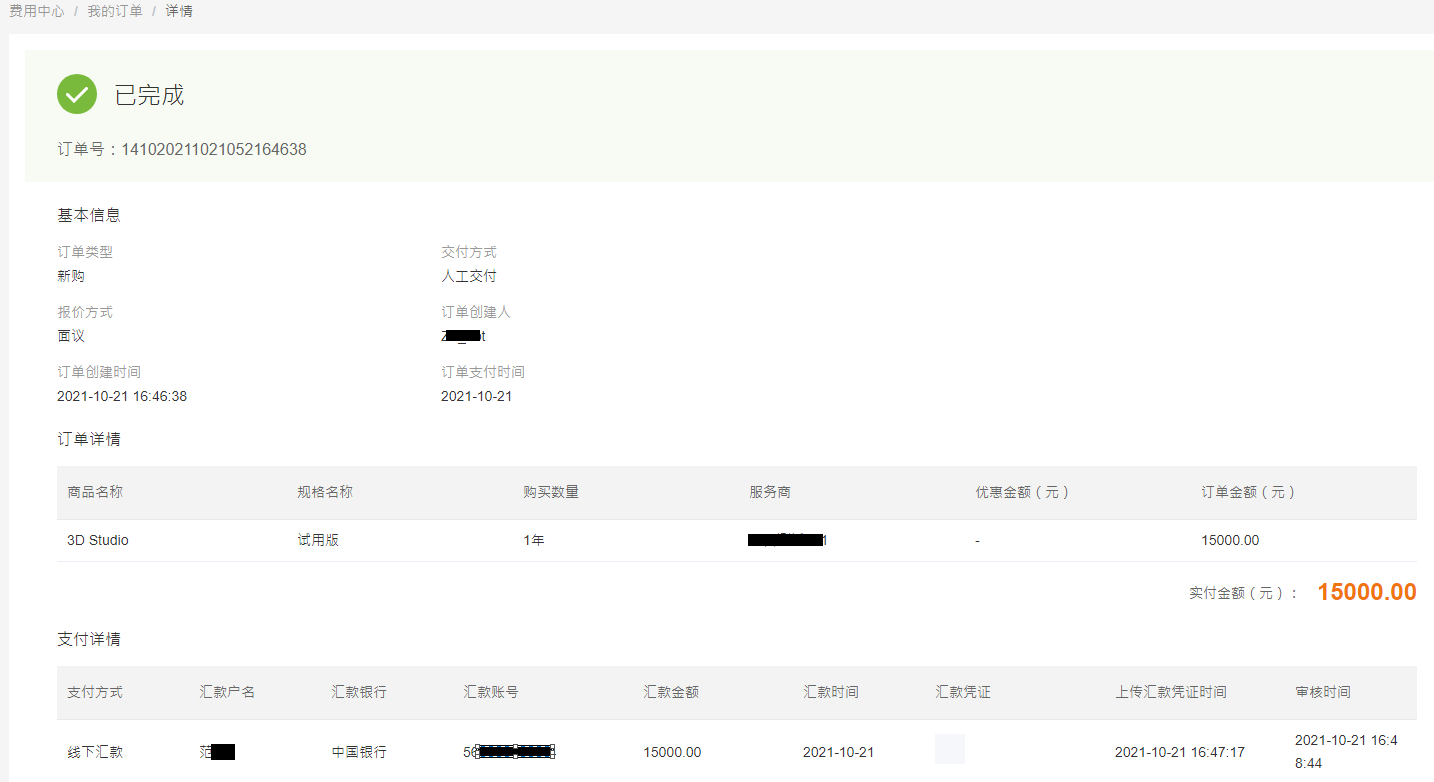 费用中心 / 我的订单 / 详情
已完成
订单号：141020211021052164638
基本信息
订单类型 交付方式
新购 人工交付
报价方式 订单创建人
面议
订单创建时间 订单支付时间
2021-10-21 16:46:38 2021-10-21
订单详情
商品名称 规格名称 购买数量 服务商 优惠金额（元） 订单金额（元）
3D Studio 试用版 1年 - 15000.00
实付金额（元）： 15000.00
支付详情
支付方式 汇款户名 汇款银行 汇款账号 汇款金额 汇款时间 汇款凭证 上传汇款凭证时间 审核时间
线下汇款 范 中国银行 56 15000.00 2021-10-21 2021-10-21 16:47:17 2021-10-21 16:4
8:44